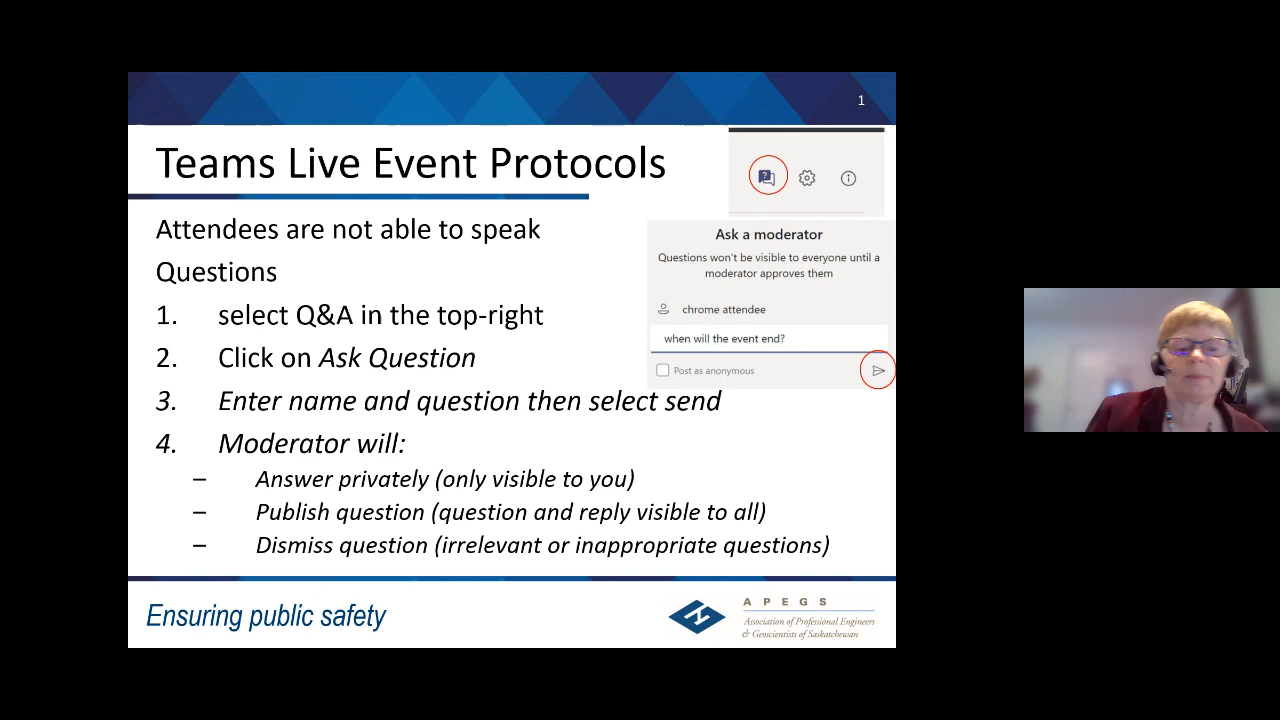 1
Teams Live Event Protocols
Attendees are not able to speak
Questions
1. select Q&A in the top-right
2. Click on Ask Question
3. Enter name and question then select send
4. Moderator will:
– Answer privately (only visible to you)
– Publish question (question and reply visible to all)
– Dismiss question (irrelevant or inappropriate questions)
Ask a moderator
Questions won't be visible to everyone until a
moderator approves them
chrome attendee
when will the event end?
Post as anonymous
Ensuring public safety
APEGS
Association of Professional Engineers
& Geoscientists of Saskatchewan